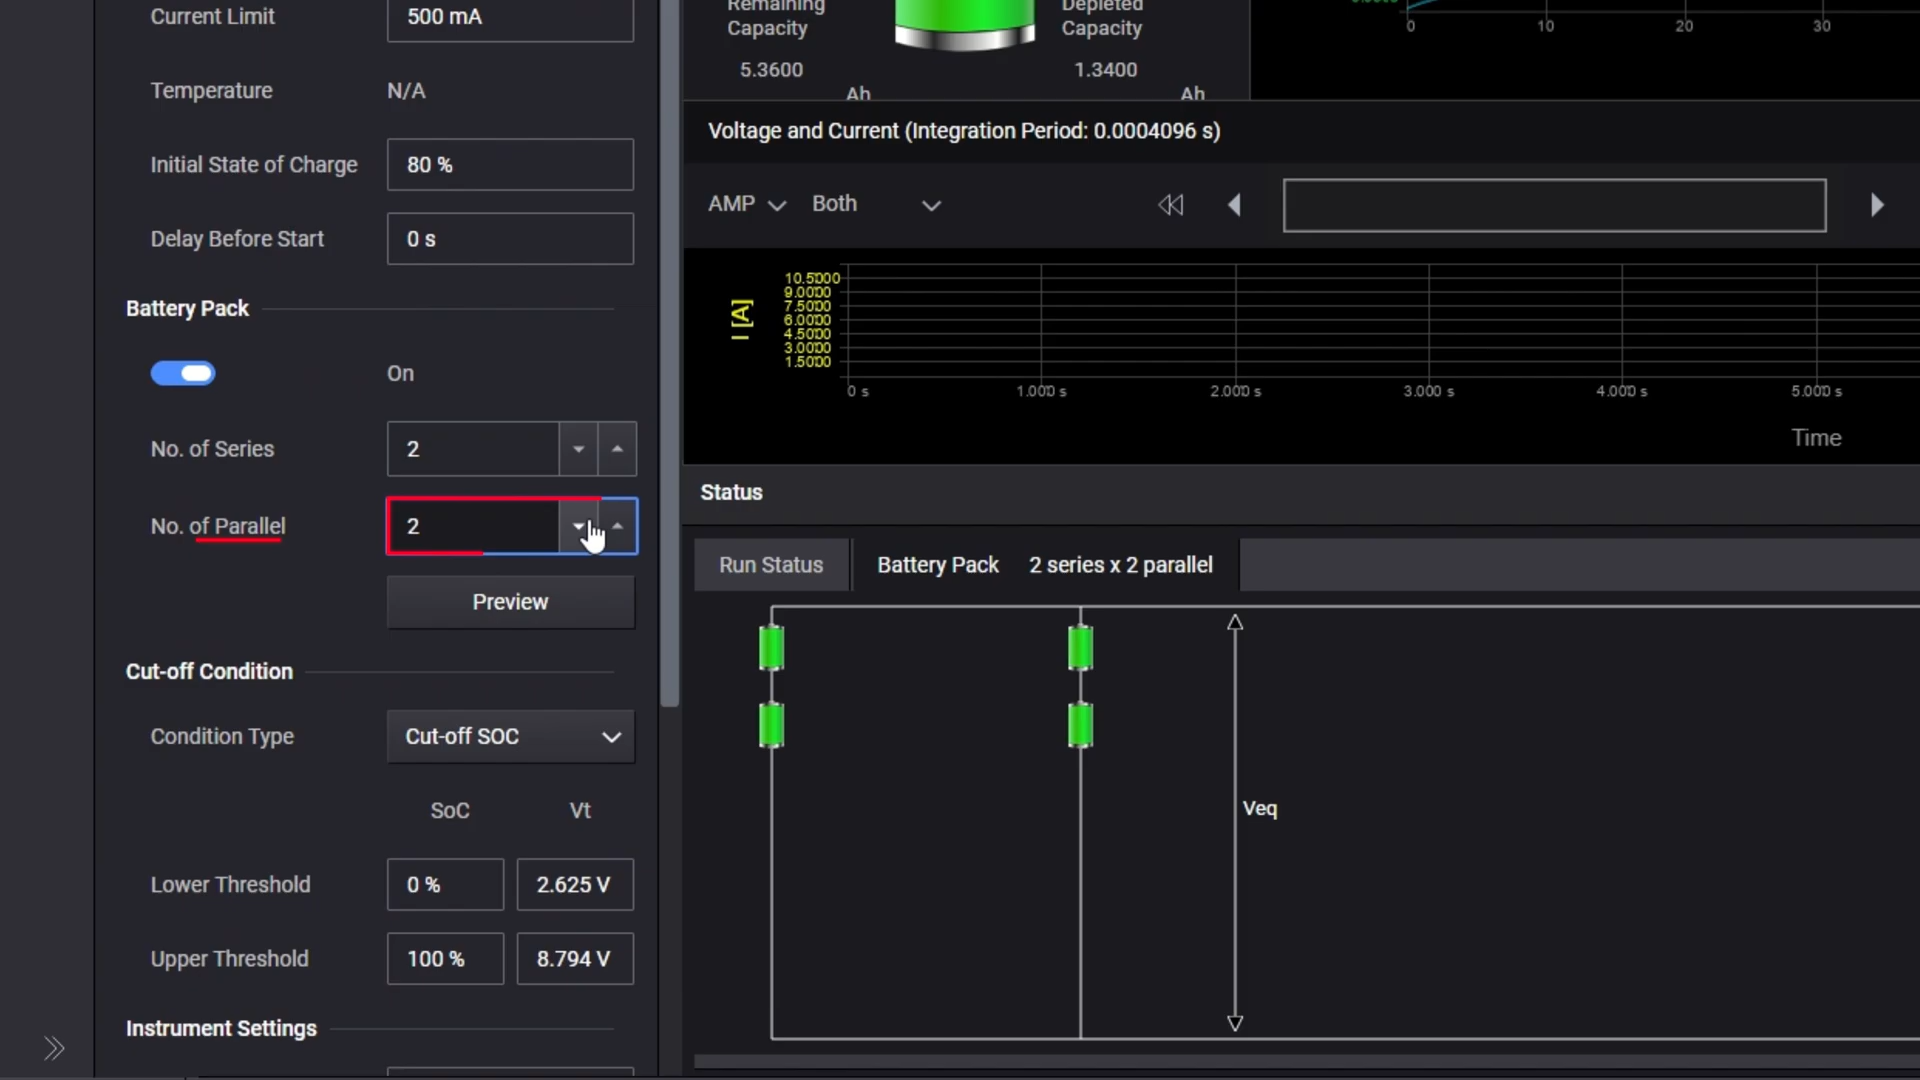 Current Limit
500 mA
Temperature
N/A
Initial State of Charge
80 %
Delay Before Start
0 s
Battery Pack
On
No. of Series
2
No. of Parallel
2
Preview
Cut-off Condition
Condition Type
Cut-off SOC
SoC
Vt
Lower Threshold
0 %
2.625 V
Upper Threshold
100 %
8.794 V
Instrument Settings
Remaining
Capacity
5.3600
Ah
Depleted
Capacity
1.3400
Ah
0
10
20
30
Voltage and Current (Integration Period: 0.0004096 s)
AMP
Both
I [A]
10.5000
9.0000
7.5000
6.0000
4.5000
3.0000
1.5000
0 s
1.000 s
2.000 s
3.000 s
4.000 s
5.000 s
Time
Status
Run Status
Battery Pack
2 series x 2 parallel
Veq